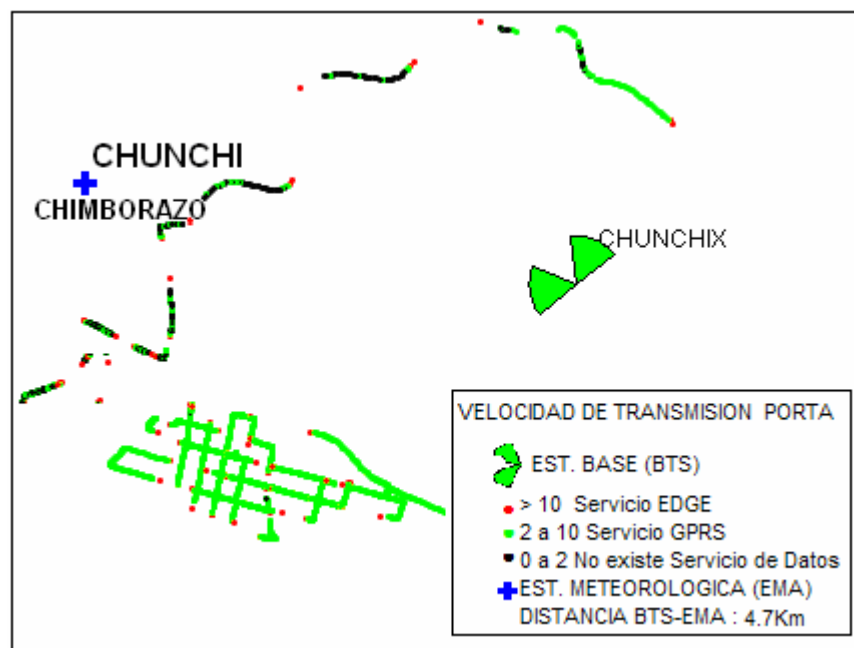 CHUNCHI
CHIMBORAZO
CHUNCHIX
VELOCIDAD DE TRANSMISION PORTA
EST. BASE (BTS)
> 10 Servicio EDGE
2 a 10 Servicio GPRS
0 a 2 No existe Servicio de Datos
EST. METEOROLOGICA (EMA)
DISTANCIA BTS-EMA : 4.7Km